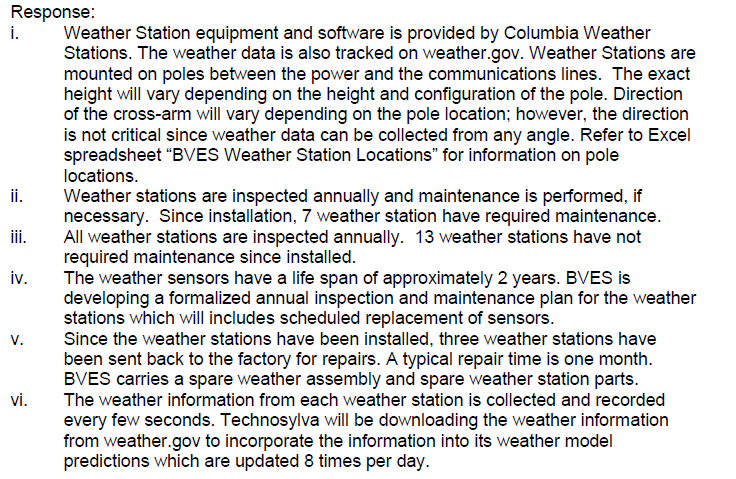 Response:
i. Weather Station equipment and software is provided by Columbia Weather
Stations. The weather data is also tracked on weather.gov. Weather Stations are
mounted on poles between the power and the communications lines.  The exact
height will vary depending on the height and configuration of the pole. Direction
of the cross-arm will vary depending on the pole location; however, the direction
is not critical since weather data can be collected from any angle. Refer to Excel
spreadsheet “BVES Weather Station Locations” for information on pole
locations.
ii. Weather stations are inspected annually and maintenance is performed, if
necessary.  Since installation, 7 weather station have required maintenance.
iii. All weather stations are inspected annually.  13 weather stations have not
required maintenance since installed.
iv. The weather sensors have a life span of approximately 2 years. BVES is
developing a formalized annual inspection and maintenance plan for the weather
stations which will includes scheduled replacement of sensors.
v. Since the weather stations have been installed, three weather stations have
been sent back to the factory for repairs. A typical repair time is one month.
BVES carries a spare weather assembly and spare weather station parts.
vi. The weather information from each weather station is collected and recorded
every few seconds. Technosylva will be downloading the weather information
from weather.gov to incorporate the information into its weather model
predictions which are updated 8 times per day.